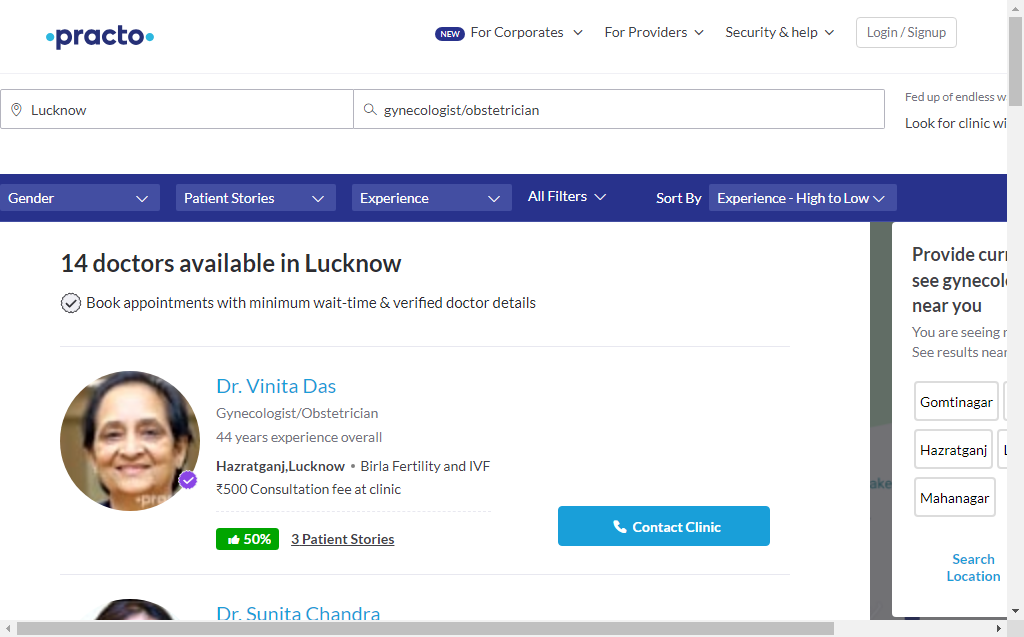 practo
NEW For Corporates
For Providers
Security & help
Login / Signup
Lucknow
gynecologist/obstetrician
Fed up of endless w
Look for clinic wi
Gender
Patient Stories
Experience
All Filters
Sort By
Experience - High to Low
14 doctors available in Lucknow
Book appointments with minimum wait-time & verified doctor details
Dr. Vinita Das
Gynecologist/Obstetrician
44 years experience overall
Hazratganj,Lucknow • Birla Fertility and IVF
₹500 Consultation fee at clinic
50% 3 Patient Stories
Contact Clinic
Dr. Sunita Chandra
Provide curr
see gynecol
near you
You are seeing r
See results near
Gomtinagar
Hazratganj
Mahanagar
Search
Location